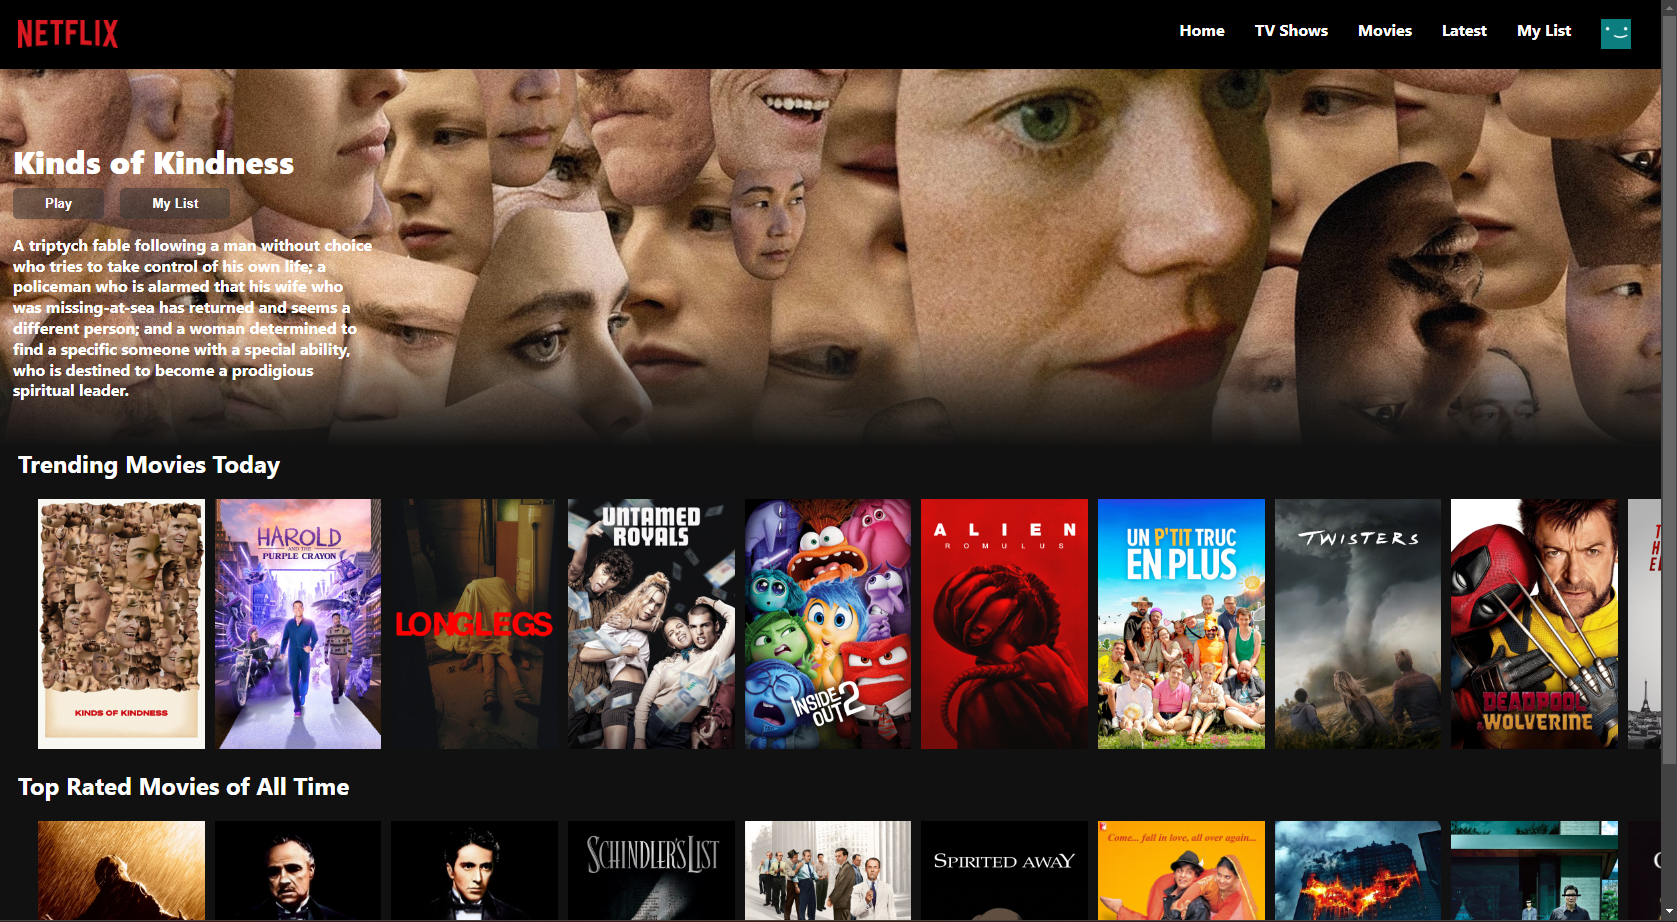 NETFLIX
Home
TV Shows
Movies
Latest
My List
Kinds of Kindness
Play
My List
A triptych fable following a man without choice
who tries to take control of his own life; a
policeman who is alarmed that his wife who
was missing-at-sea has returned and seems a
different person; and a woman determined to
find a specific someone with a special ability,
who is destined to become a prodigious
spiritual leader.
Trending Movies Today
KINDS OF KINDNESS
HAROLD
AND THE
PURPLE CRAYON
LONGLEGS
UNTAMED
ROYALS
INSIDE
OUT 2
ALIEN
ROMULUS
UN P'TIT TRUC
EN PLUS
TWISTERS
DEADPOOL
& WOLVERINE
Top Rated Movies of All Time
SCHINDLER'S LIST
SPIRITED AWAY
Come... fall in love, all over again...